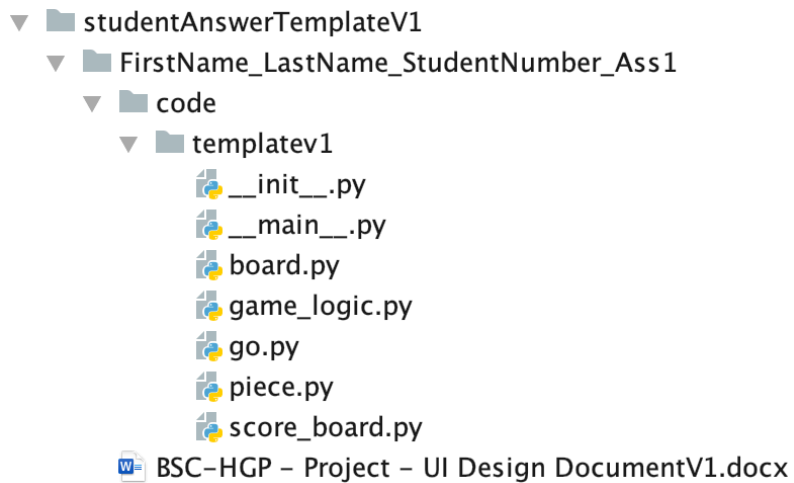 studentAnswerTemplateV1
FirstName_LastName_StudentNumber_Ass1
code
templatev1
__init__.py
__main__.py
board.py
game_logic.py
go.py
piece.py
score_board.py
BSC-HGP – Project – UI Design DocumentV1.docx